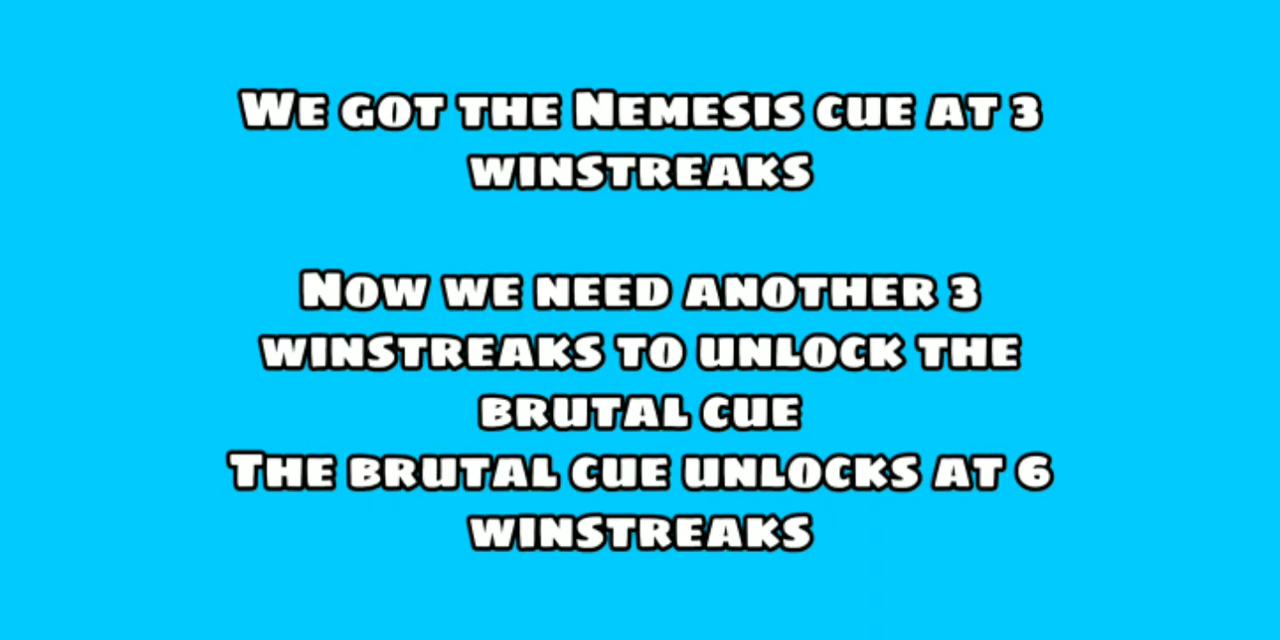 We got the Nemesis cue at 3
winstreaks
Now we need another 3
winstreaks to unlock the
brutal cue
The brutal cue unlocks at 6
winstreaks